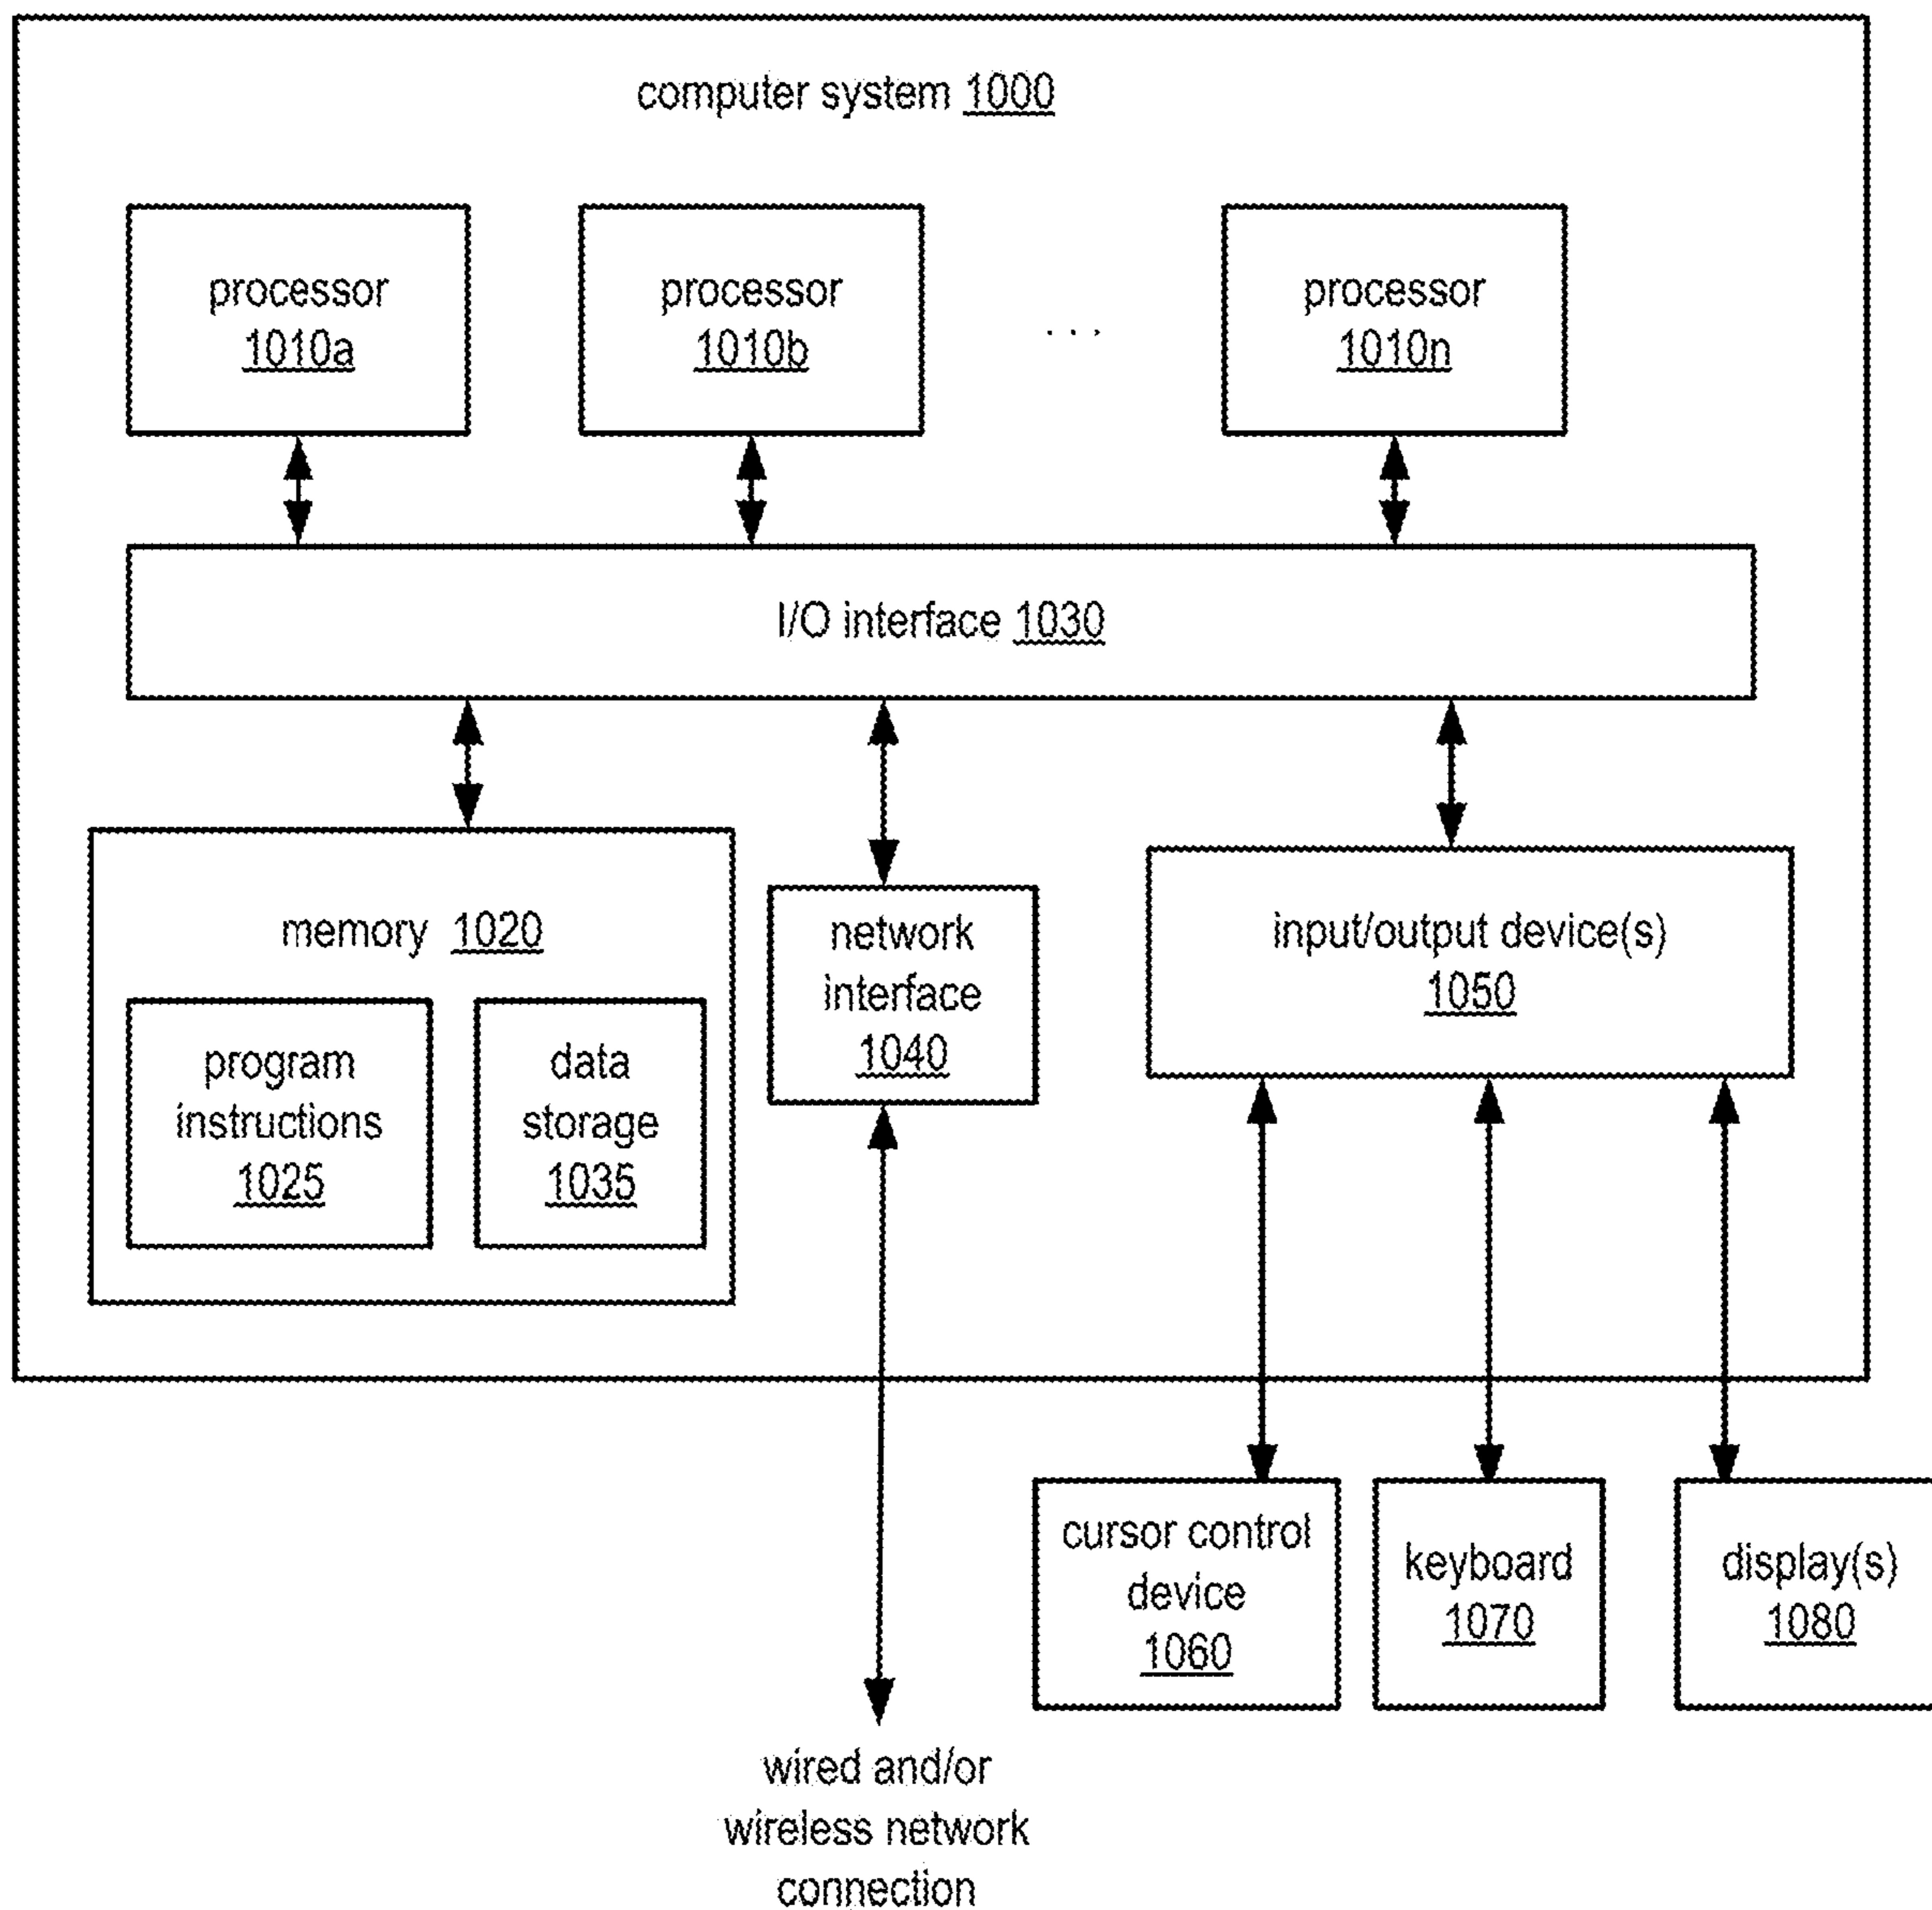 computer system 1000
processor
1010a
processor
1010b
. . .
processor
1010n
I/O interface 1030
memory 1020
program
instructions
1025
data
storage
1035
network
interface
1040
input/output device(s)
1050
cursor control
device
1060
keyboard
1070
display(s)
1080
wired and/or
wireless network
connection